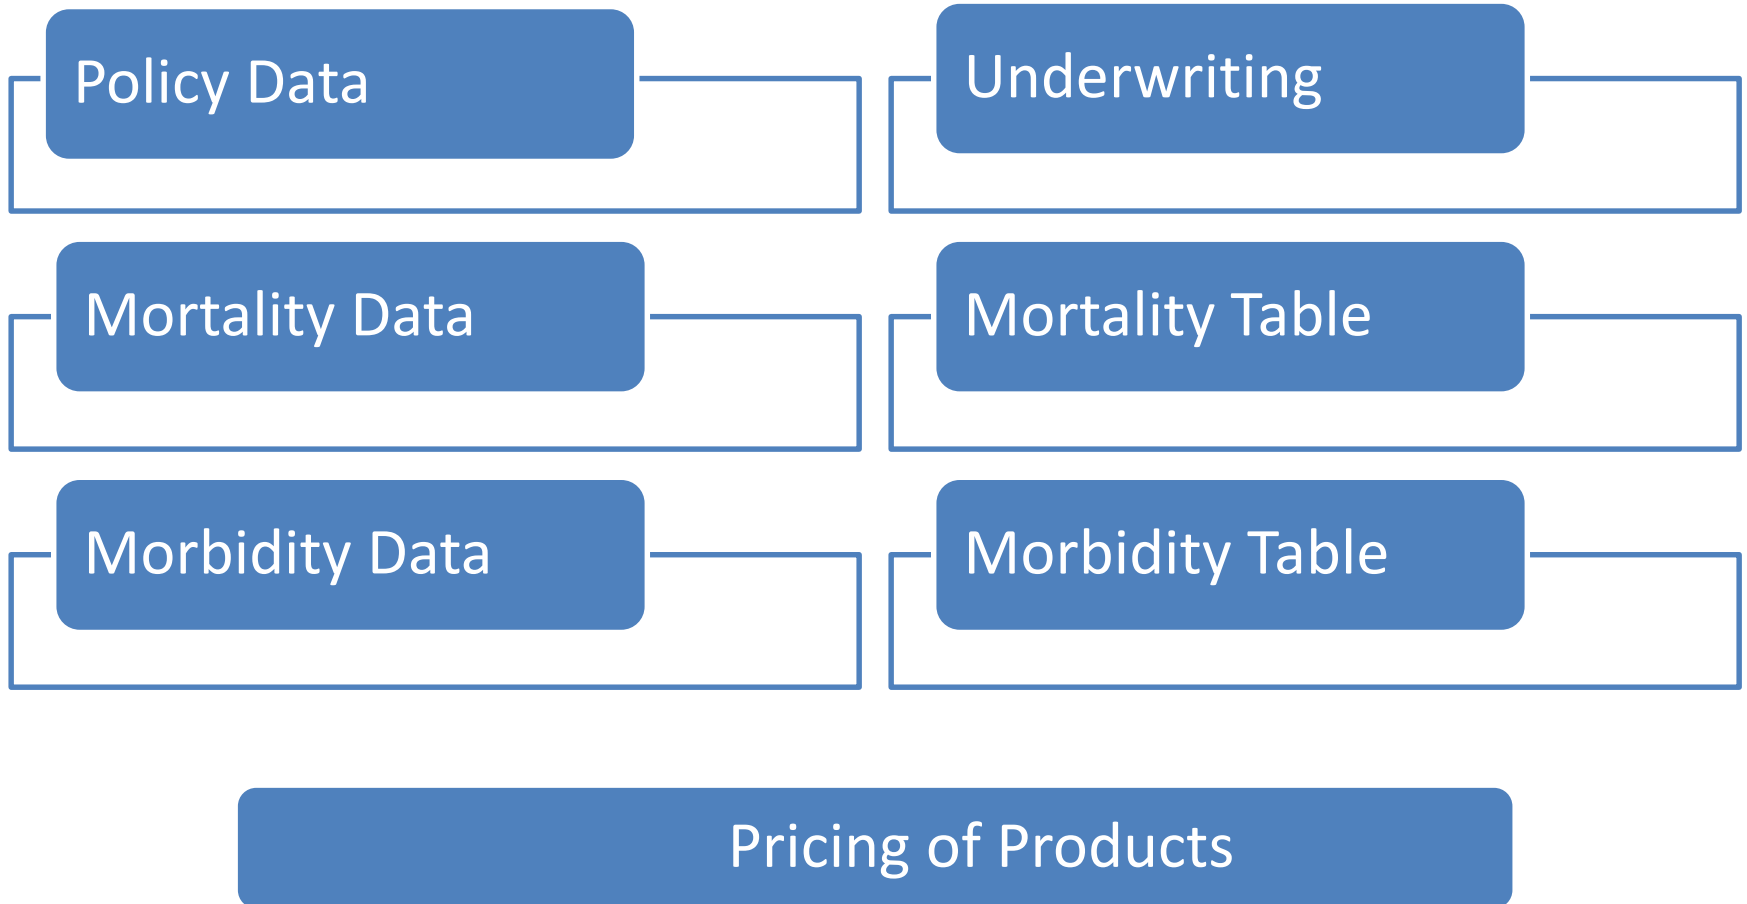 Policy Data
Underwriting
Mortality Data
Mortality Table
Morbidity Data
Morbidity Table
Pricing of Products